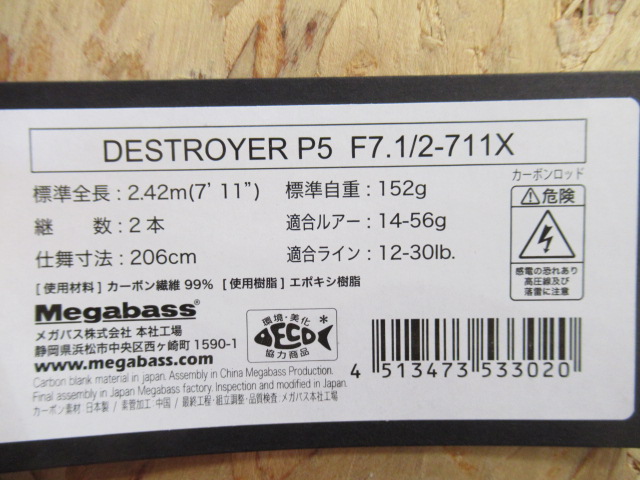 DESTROYER P5 F7.1/2-711X
標準全長 : 2.42m(7' 11") 標準自重 : 152g
継 数 : 2 本 適合ルアー : 14-56g
仕舞寸法 : 206cm 適合ライン : 12-30lb.
[ 使用材料 ] カーボン繊維 99% [ 使用樹脂 ] エポキシ樹脂
カーボンロッド
危険
感電の恐れあり
高圧線及び
落雷に注意
Megabass®
メガバス株式会社 本社工場
静岡県浜松市中央区西ヶ崎町 1590-1
www.megabass.com
環境・美化
ECO *
協力商品
4 513473 533020
Carbon blank material in japan. Assembly in China Megabass Production.
Final assembly in Japan Megabass factory. Inspection and modified in Japan.
カーボン素材 : 日本製 / 素管加工 : 中国 / 最終工程・組立調整・品質検査 : メガバス本社工場